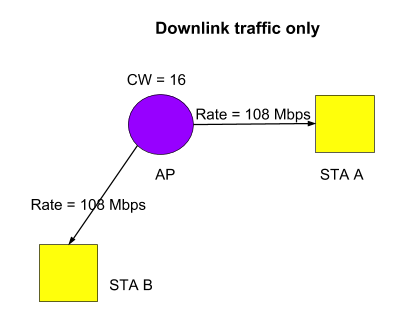 Downlink traffic only
CW = 16
Rate = 108 Mbps
AP
STA A
Rate = 108 Mbps
STA B